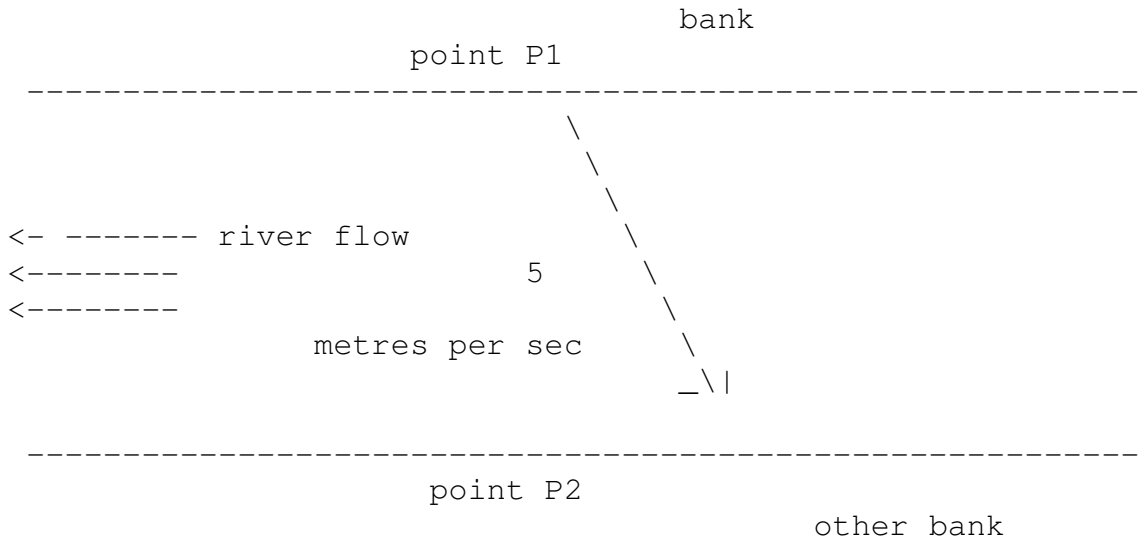 bank
point P1
river flow
5
metres per sec
point P2
other bank